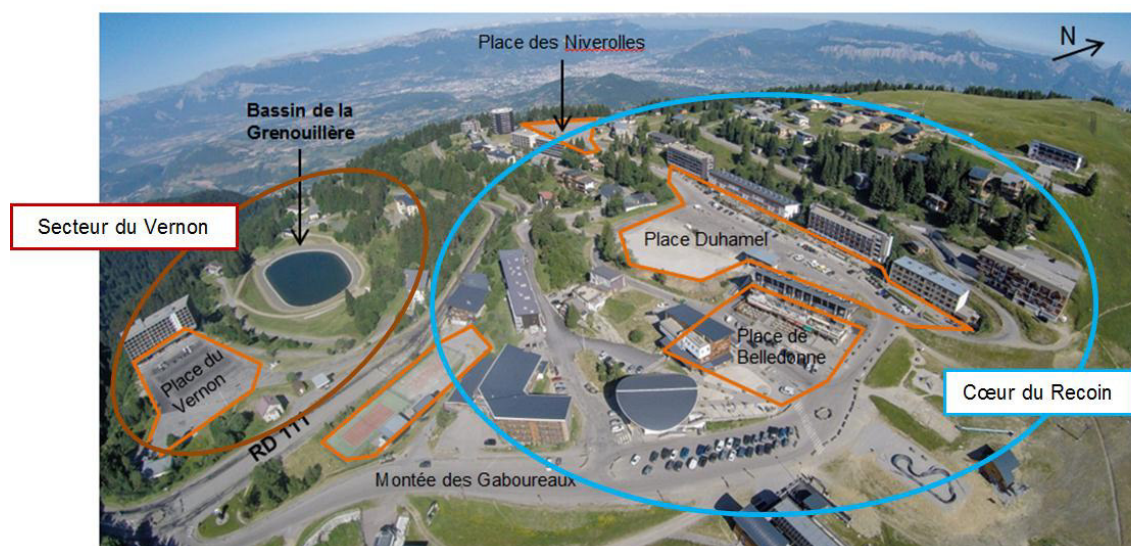 Place des Niverolles
N
Bassin de la
Grenouillère
Secteur du Vernon
Place Duhamel
Place de
Belledonne
Place du
Vernon
Cœur du Recoin
RD 111
Montée des Gaboureaux